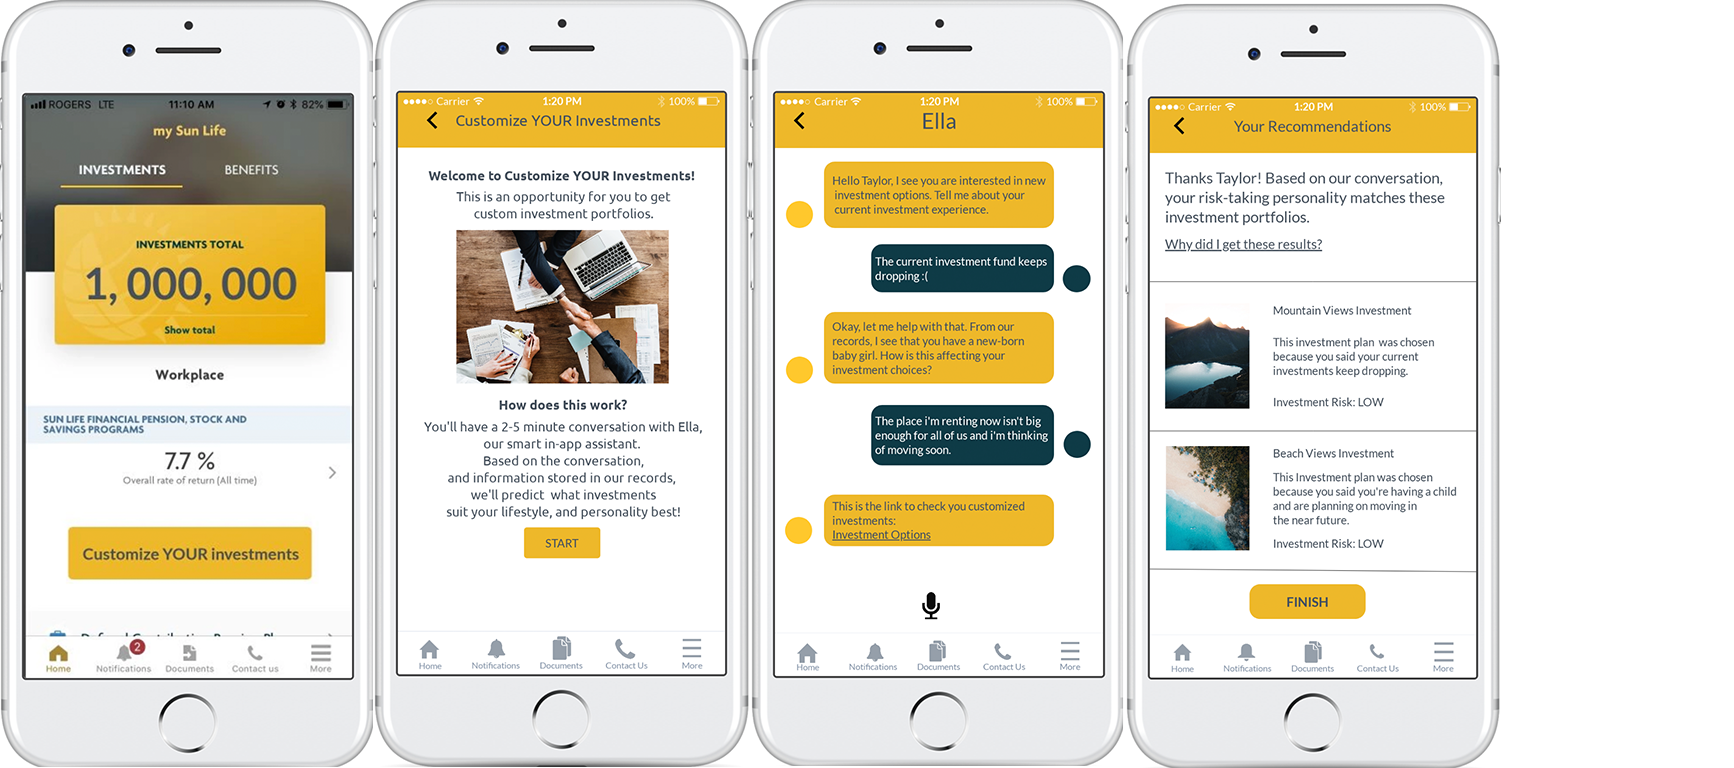 ROGERS LTE 11:10 AM 82%
my Sun Life
INVESTMENTS BENEFITS
INVESTMENTS TOTAL
1, 000, 000
Show total
Workplace
SUN LIFE FINANCIAL PENSION, STOCK AND
SAVINGS PROGRAMS
7.7 %
Overall rate of return (All time)
Customize YOUR investments
2
Home Notifications Documents Contact us More
Carrier 1:20 PM 100%
Customize YOUR Investments
Welcome to Customize YOUR Investments!
This is an opportunity for you to get
custom investment portfolios.
How does this work?
You'll have a 2-5 minute conversation with Ella,
our smart in-app assistant.
Based on the conversation,
and information stored in our records,
we'll predict what investments
suit your lifestyle, and personality best!
START
Home Notifications Documents Contact Us More
Carrier 1:20 PM 100%
Ella
Hello Taylor, I see you are interested in new
investment options. Tell me about your
current investment experience.
The current investment fund keeps
dropping :(
Okay, let me help with that. From our
records, I see that you have a new-born
baby girl. How is this affecting your
investment choices?
The place i'm renting now isn't big
enough for all of us and i'm thinking
of moving soon.
This is the link to check you customized
investments:
Investment Options
Home Notifications Documents Contact Us More
Carrier 1:20 PM 100%
Your Recommendations
Thanks Taylor! Based on our conversation,
your risk-taking personality matches these
investment portfolios.
Why did I get these results?
Mountain Views Investment
This investment plan was chosen
because you said your current
investments keep dropping.
Investment Risk: LOW
Beach Views Investment
This Investment plan was chosen
because you said you're having a child
and are planning on moving in
the near future.
Investment Risk: LOW
FINISH
Home Notifications Documents Contact Us More